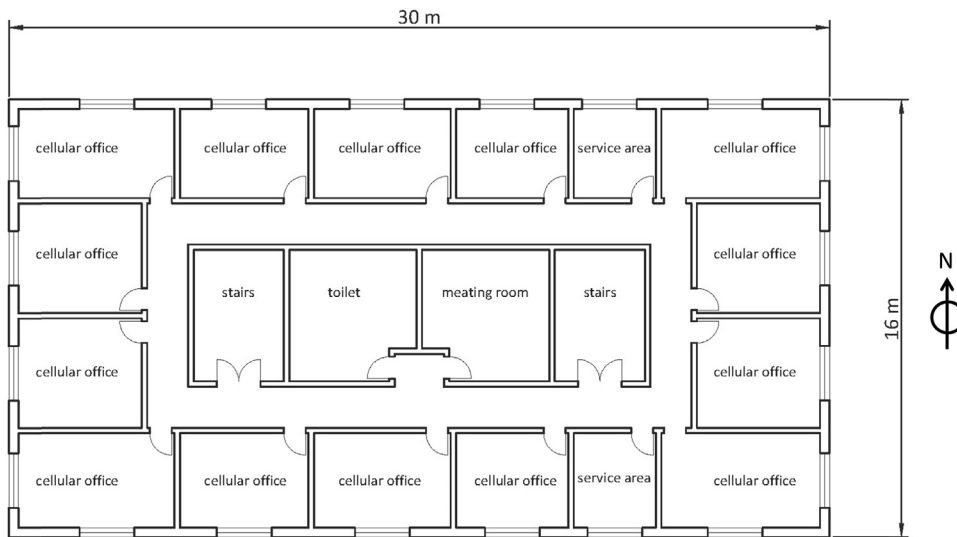 30 m
cellular office
cellular office
cellular office
cellular office
service area
cellular office
cellular office
cellular office
N
stairs
toilet
meating room
stairs
16 m
cellular office
cellular office
cellular office
cellular office
cellular office
cellular office
service area
cellular office